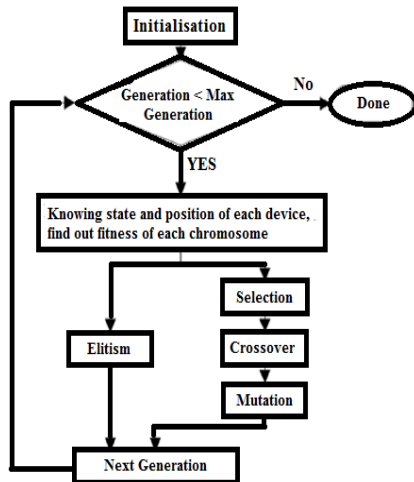 Initialisation
Generation < Max
Generation
No
Done
YES
Knowing state and position of each device,
find out fitness of each chromosome
Selection
Elitism
Crossover
Mutation
Next Generation